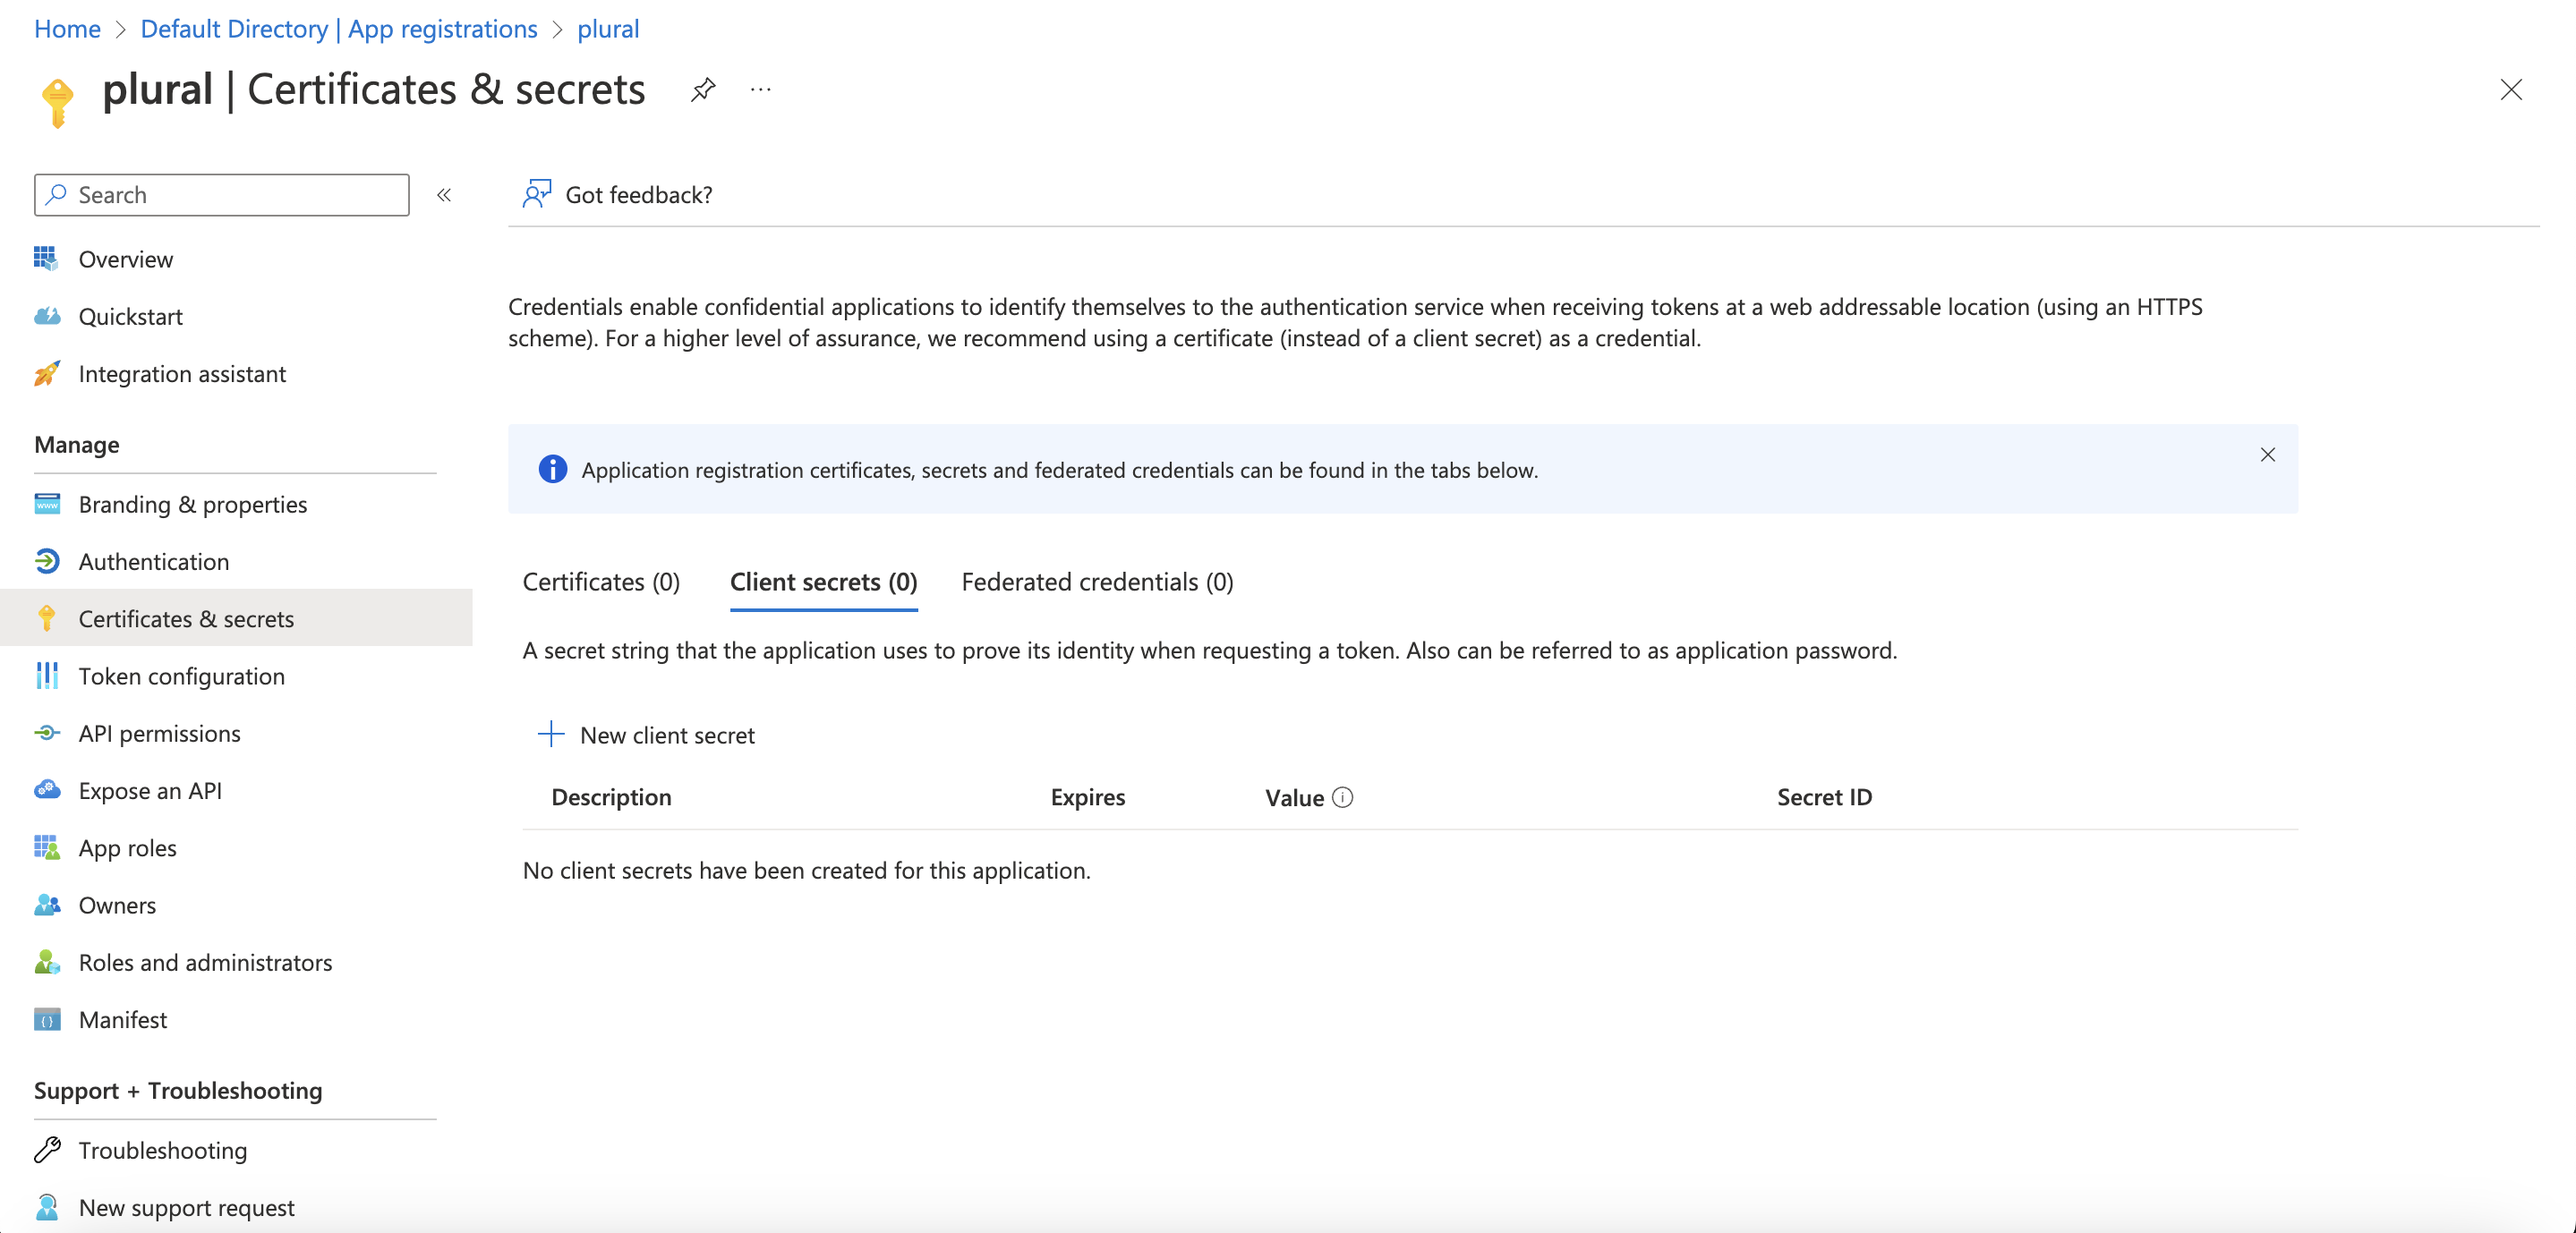 Home > Default Directory | App registrations > plural
plural | Certificates & secrets
Search
Overview
Quickstart
Integration assistant
Manage
Branding & properties
Authentication
Certificates & secrets
Token configuration
API permissions
Expose an API
App roles
Owners
Roles and administrators
Manifest
Support + Troubleshooting
Troubleshooting
New support request
Got feedback?
Credentials enable confidential applications to identify themselves to the authentication service when receiving tokens at a web addressable location (using an HTTPS
scheme). For a higher level of assurance, we recommend using a certificate (instead of a client secret) as a credential.
Application registration certificates, secrets and federated credentials can be found in the tabs below.
Certificates (0) Client secrets (0) Federated credentials (0)
A secret string that the application uses to prove its identity when requesting a token. Also can be referred to as application password.
New client secret
Description Expires Value Secret ID
No client secrets have been created for this application.